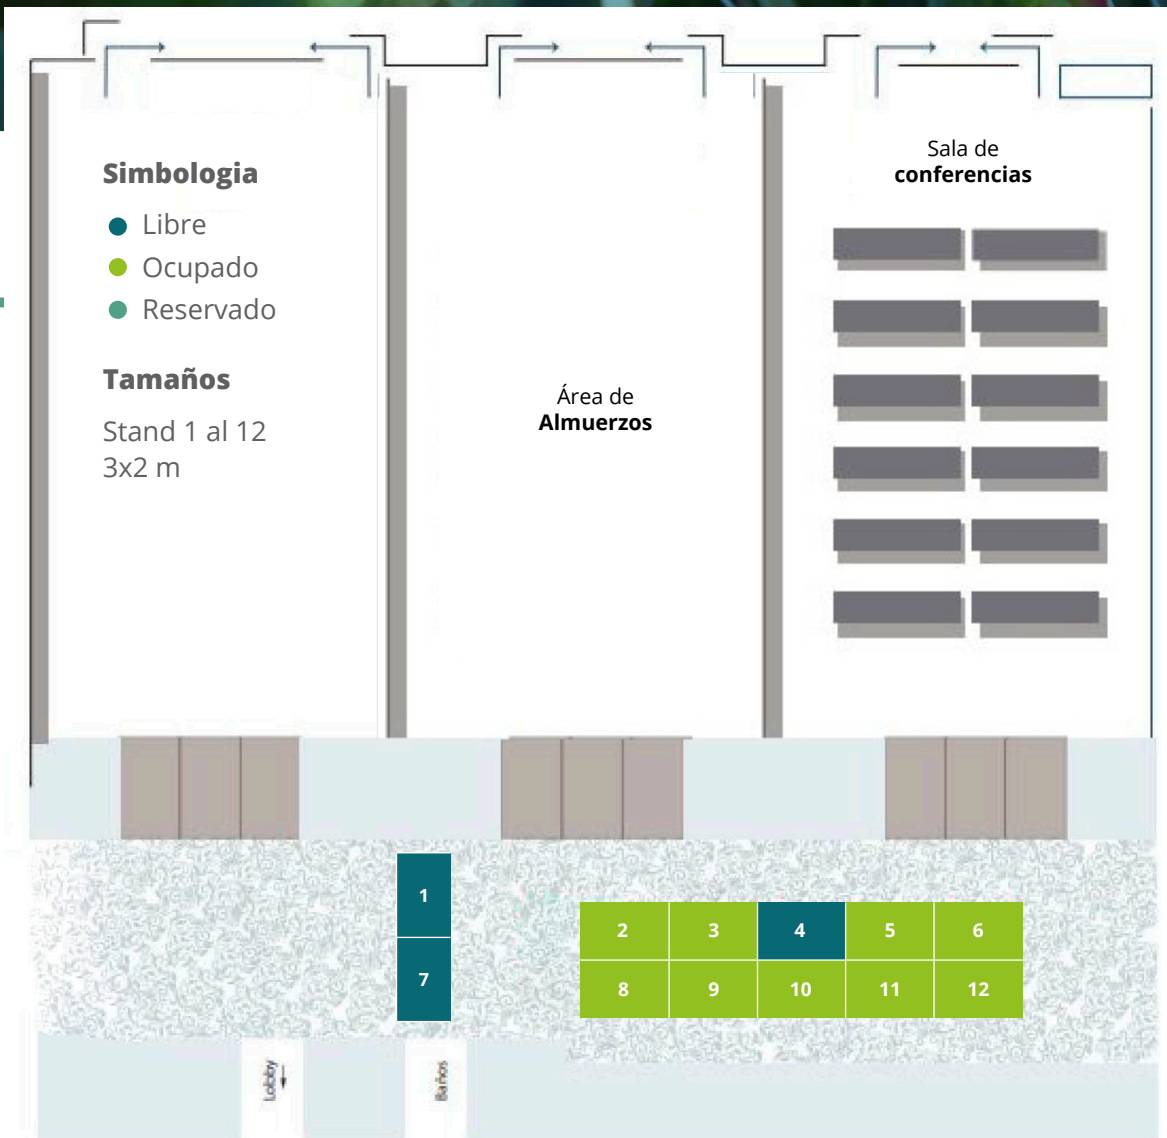 Simbologia
Libre
Ocupado
Reservado
Tamaños
Stand 1 al 12
3x2 m
Área de
Almuerzos
Sala de
conferencias
1
7
2 3 4 5 6
8 9 10 11 12
Lobby
Baños